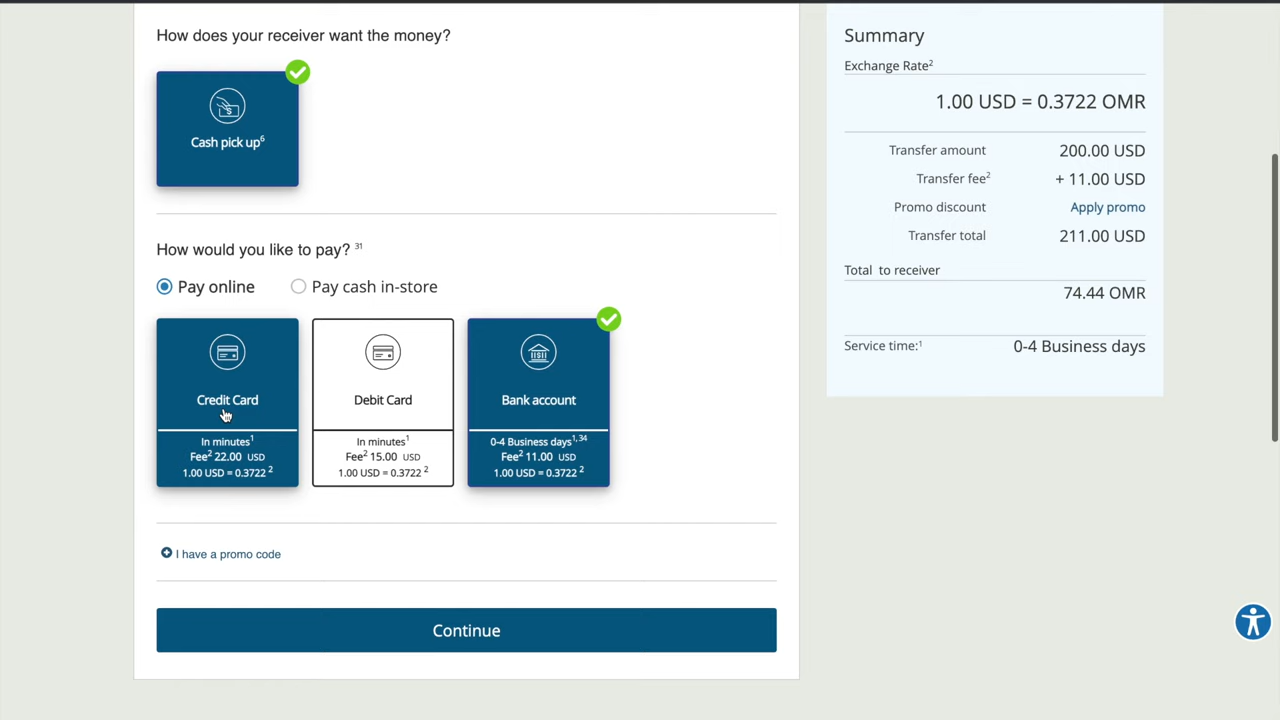 How does your receiver want the money?
Cash pick up6
How would you like to pay? 31
Pay online
Pay cash in-store
Credit Card
In minutes1
Fee2 22.00 USD
1.00 USD = 0.3722 2
Debit Card
In minutes1
Fee2 15.00 USD
1.00 USD = 0.3722 2
Bank account
0-4 Business days1,34
Fee2 11.00 USD
1.00 USD = 0.3722 2
I have a promo code
Continue
Summary
Exchange Rate2
1.00 USD = 0.3722 OMR
Transfer amount 200.00 USD
Transfer fee2 + 11.00 USD
Promo discount Apply promo
Transfer total 211.00 USD
Total to receiver
74.44 OMR
Service time:1 0-4 Business days